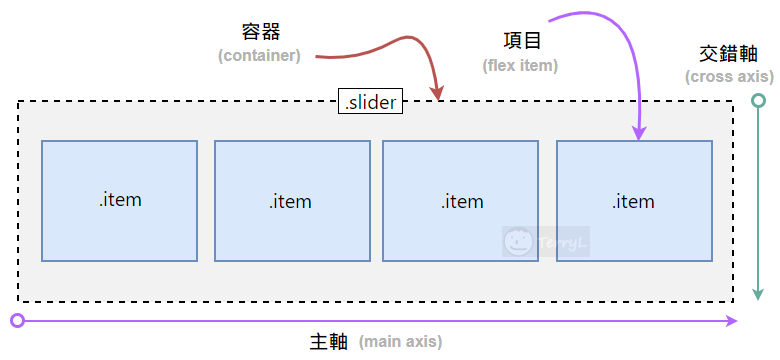 容器
(container)
項目
(flex item)
交錯軸
(cross axis)
.slider
.item
.item
.item
.item
TerryL
主軸 (main axis)